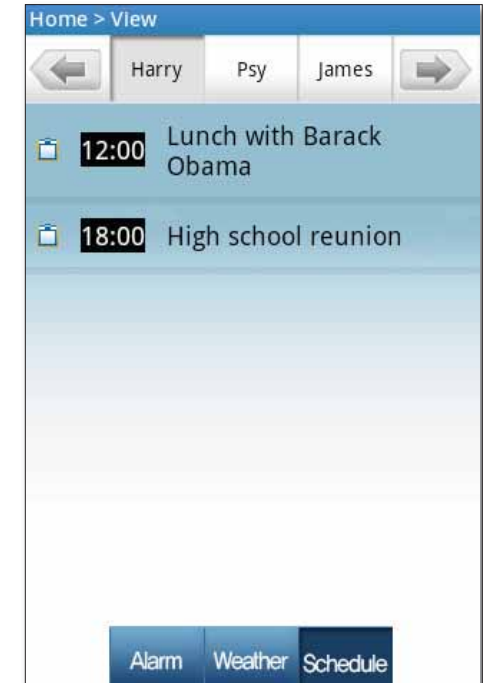 Home > View
Harry Psy James
12:00 Lunch with Barack
Obama
18:00 High school reunion
Alarm Weather Schedule